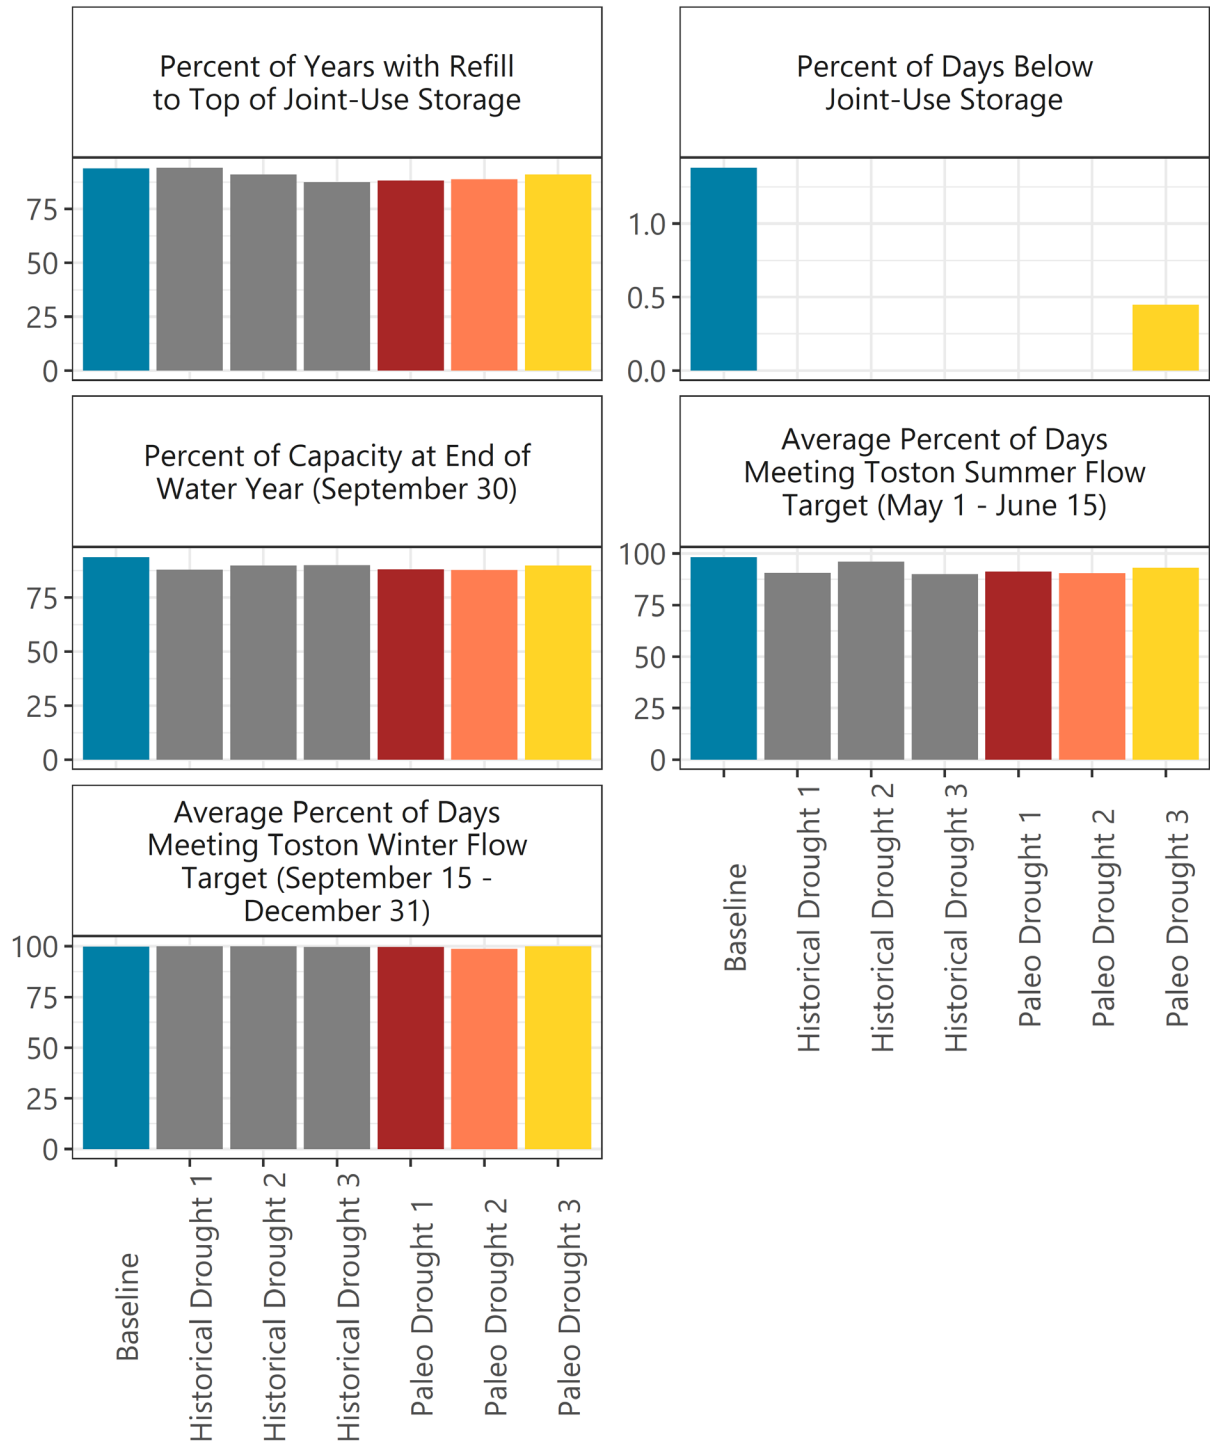 Percent of Years with Refill
to Top of Joint-Use Storage
75
50
25
0
Percent of Days Below
Joint-Use Storage
1.0
0.5
0.0
Percent of Capacity at End of
Water Year (September 30)
75
50
25
0
Average Percent of Days
Meeting Toston Summer Flow
Target (May 1 - June 15)
100
75
50
25
0
Baseline
Historical Drought 1
Historical Drought 2
Historical Drought 3
Paleo Drought 1
Paleo Drought 2
Paleo Drought 3
Average Percent of Days
Meeting Toston Winter Flow
Target (September 15 -
December 31)
100
75
50
25
0
Baseline
Historical Drought 1
Historical Drought 2
Historical Drought 3
Paleo Drought 1
Paleo Drought 2
Paleo Drought 3